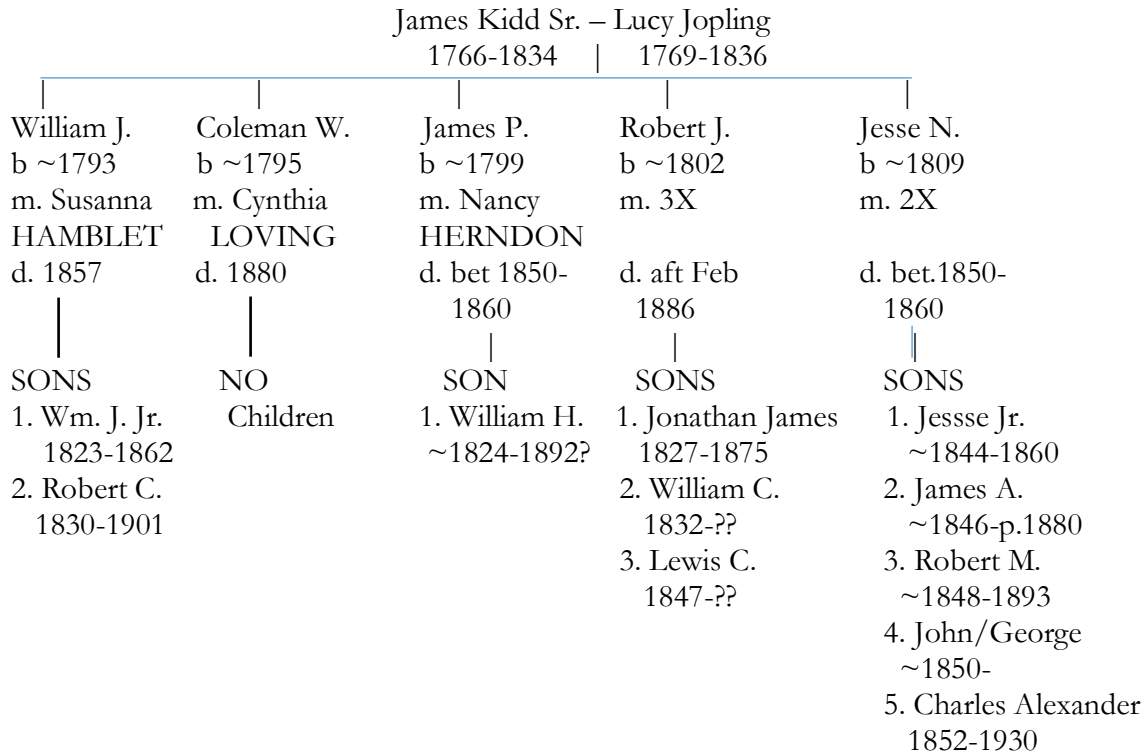 James Kidd Sr. – Lucy Jopling
1766-1834 | 1769-1836
William J.
b ~1793
m. Susanna
HAMBLET
d. 1857
SONS
1. Wm. J. Jr.
1823-1862
2. Robert C.
1830-1901
Coleman W.
b ~1795
m. Cynthia
LOVING
d. 1880
NO
Children
James P.
b ~1799
m. Nancy
HERNDON
d. bet 1850-
1860
SON
1. William H.
~1824-1892?
Robert J.
b ~1802
m. 3X
d. aft Feb
1886
SONS
1. Jonathan James
1827-1875
2. William C.
1832-??
3. Lewis C.
1847-??
Jesse N.
b ~1809
m. 2X
d. bet.1850-
1860
SONS
1. Jessse Jr.
~1844-1860
2. James A.
~1846-p.1880
3. Robert M.
~1848-1893
4. John/George
~1850-
5. Charles Alexander
1852-1930